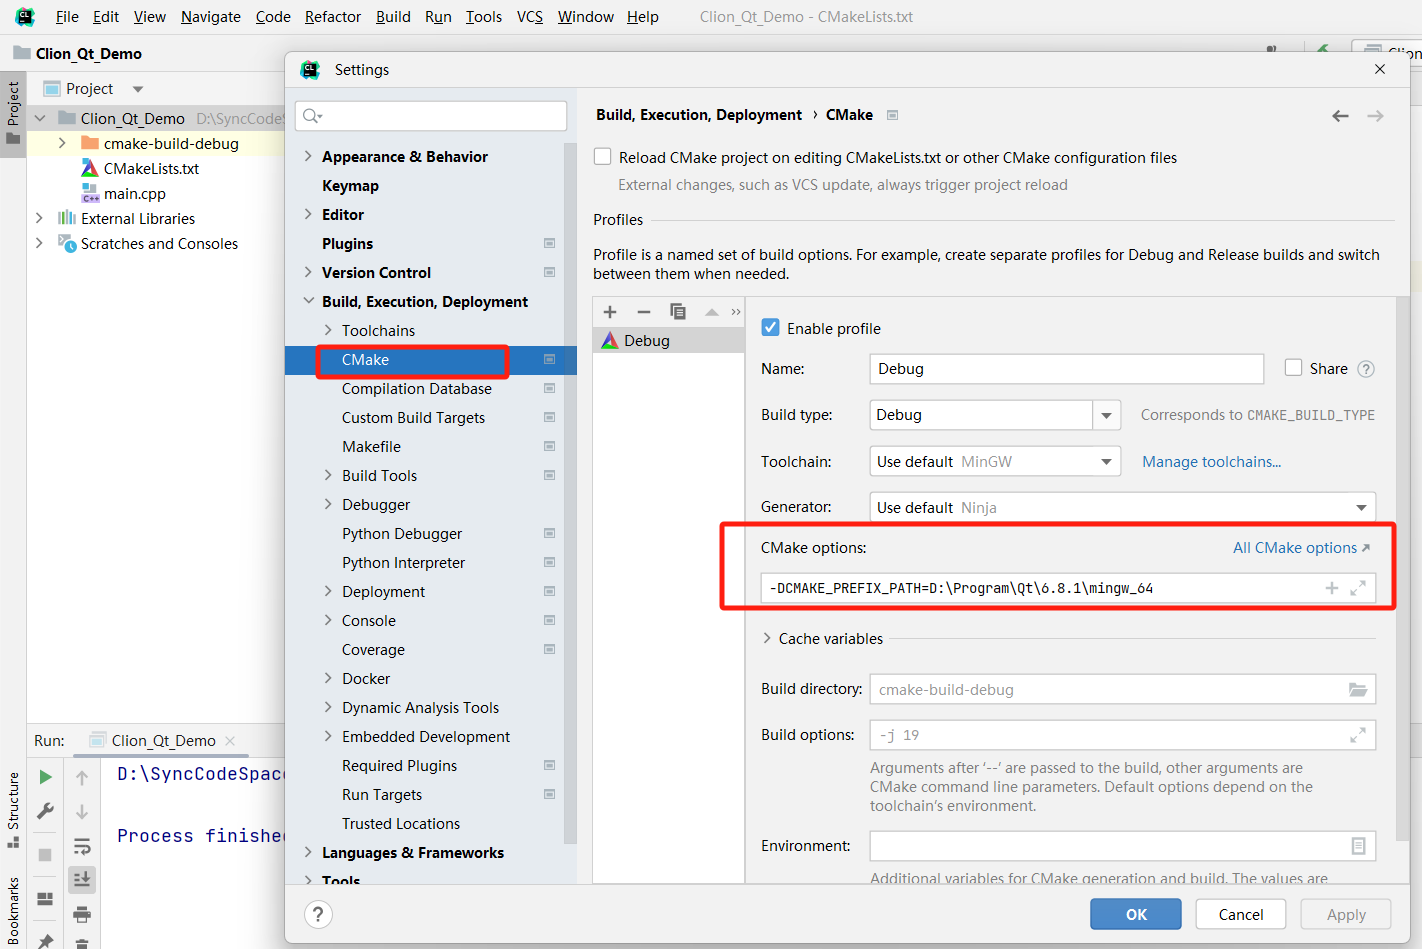 File Edit View Navigate Code Refactor Build Run Tools VCS Window Help Clion_Qt_Demo - CMakeLists.txt
Clion_Qt_Demo
Project
Project
Clion_Qt_Demo D:\SyncCodeS
cmake-build-debug
CMakeLists.txt
main.cpp
External Libraries
Scratches and Consoles
Settings
Appearance & Behavior
Keymap
Editor
Plugins
Version Control
Build, Execution, Deployment
Toolchains
CMake
Compilation Database
Custom Build Targets
Makefile
Build Tools
Debugger
Python Debugger
Python Interpreter
Deployment
Console
Coverage
Docker
Dynamic Analysis Tools
Embedded Development
Required Plugins
Run Targets
Trusted Locations
Languages & Frameworks
Tools
Build, Execution, Deployment › CMake
Reload CMake project on editing CMakeLists.txt or other CMake configuration files
External changes, such as VCS update, always trigger project reload
Profiles
Profile is a named set of build options. For example, create separate profiles for Debug and Release builds and switch
between them when needed.
Debug
Enable profile
Name: Debug Share ?
Build type: Debug Corresponds to CMAKE_BUILD_TYPE
Toolchain: Use default MinGW Manage toolchains...
Generator: Use default Ninja
CMake options: All CMake options
-DCMAKE_PREFIX_PATH=D:\Program\Qt\6.8.1\mingw_64
Cache variables
Build directory: cmake-build-debug
Build options: -j 19
Arguments after '--' are passed to the build, other arguments are
CMake command line parameters. Default options depend on the
toolchain's environment.
Environment:
Additional variables for CMake generation and build. The values are
? OK Cancel Apply
Run: Clion_Qt_Demo
D:\SyncCodeSpac
Process finishe
Structure
Bookmarks